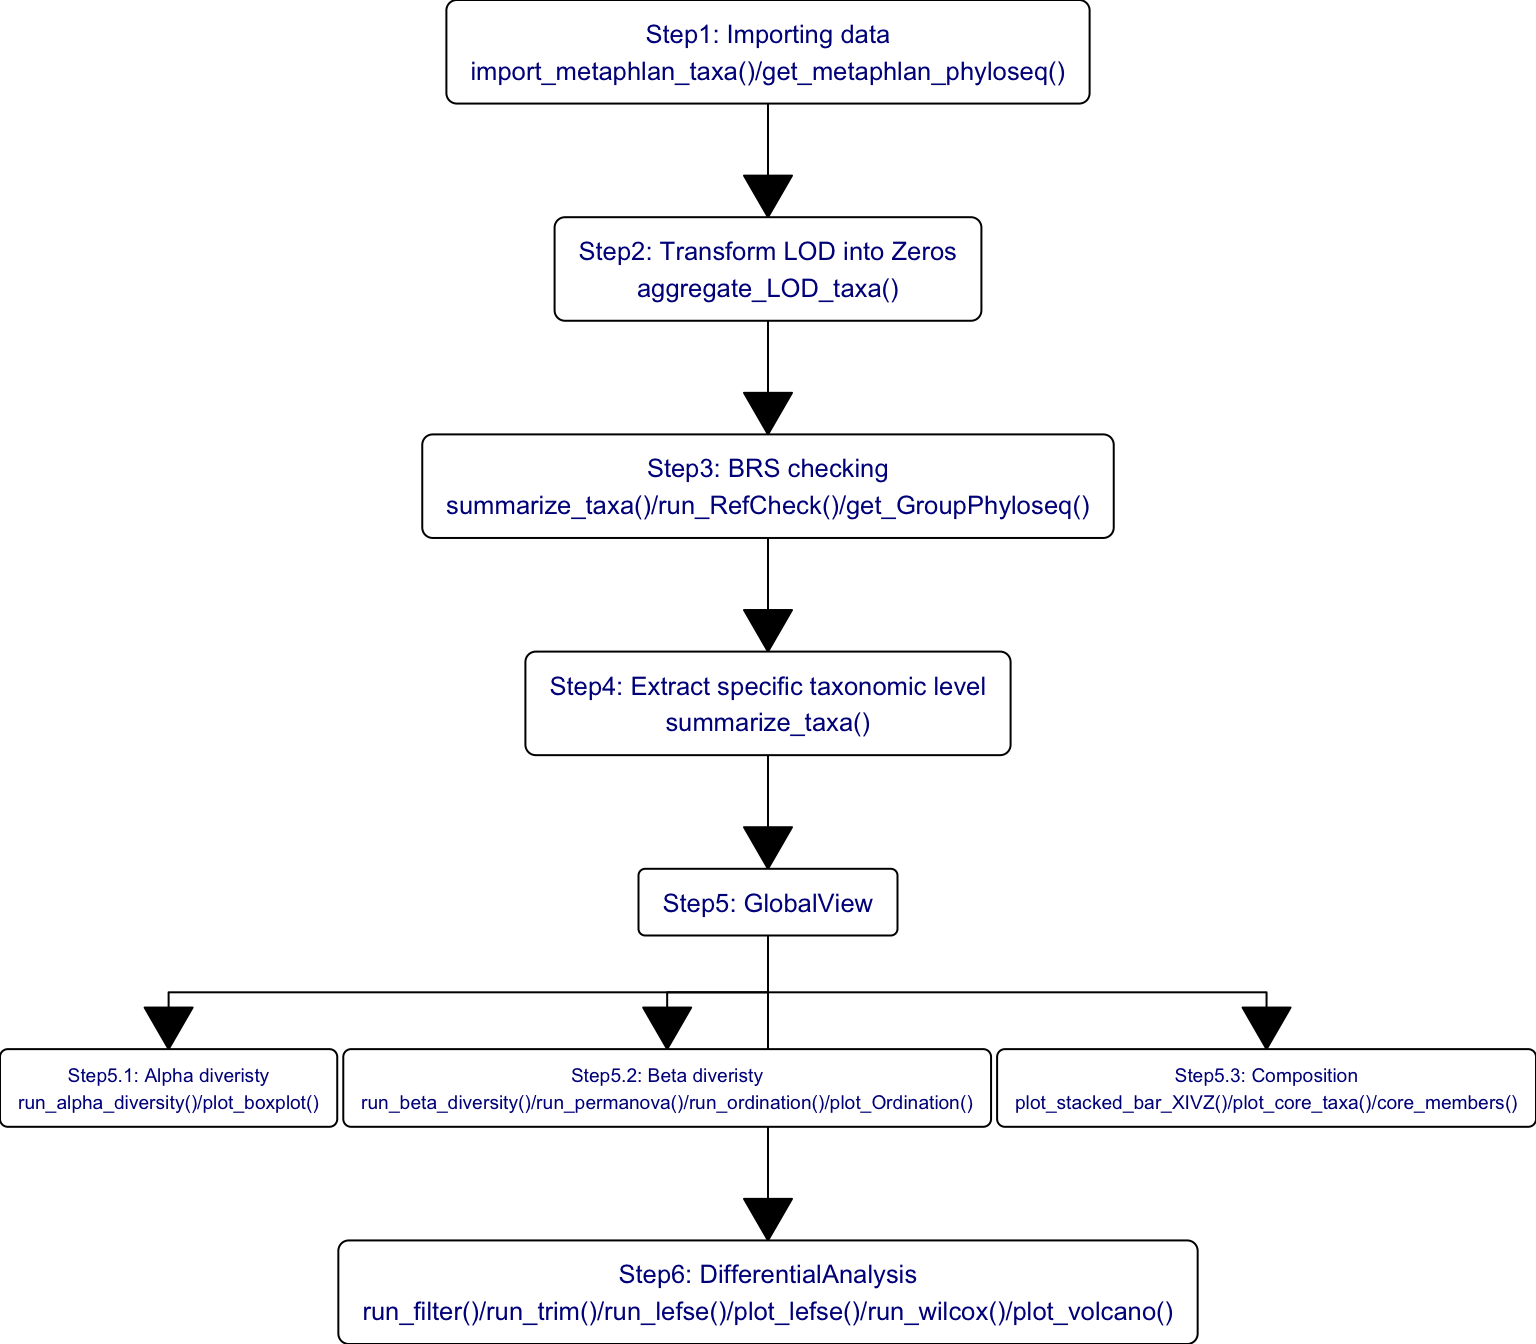 Step1: Importing data
import_metaphlan_taxa()/get_metaphlan_phyloseq()
Step2: Transform LOD into Zeros
aggregate_LOD_taxa()
Step3: BRS checking
summarize_taxa()/run_RefCheck()/get_GroupPhyloseq()
Step4: Extract specific taxonomic level
summarize_taxa()
Step5: GlobalView
Step5.1: Alpha diveristy
run_alpha_diversity()/plot_boxplot()
Step5.2: Beta diveristy
run_beta_diversity()/run_permanova()/run_ordination()/plot_Ordination()
Step5.3: Composition
plot_stacked_bar_XIVZ()/plot_core_taxa()/core_members()
Step6: DifferentialAnalysis
run_filter()/run_trim()/run_lefse()/plot_lefse()/run_wilcox()/plot_volcano()